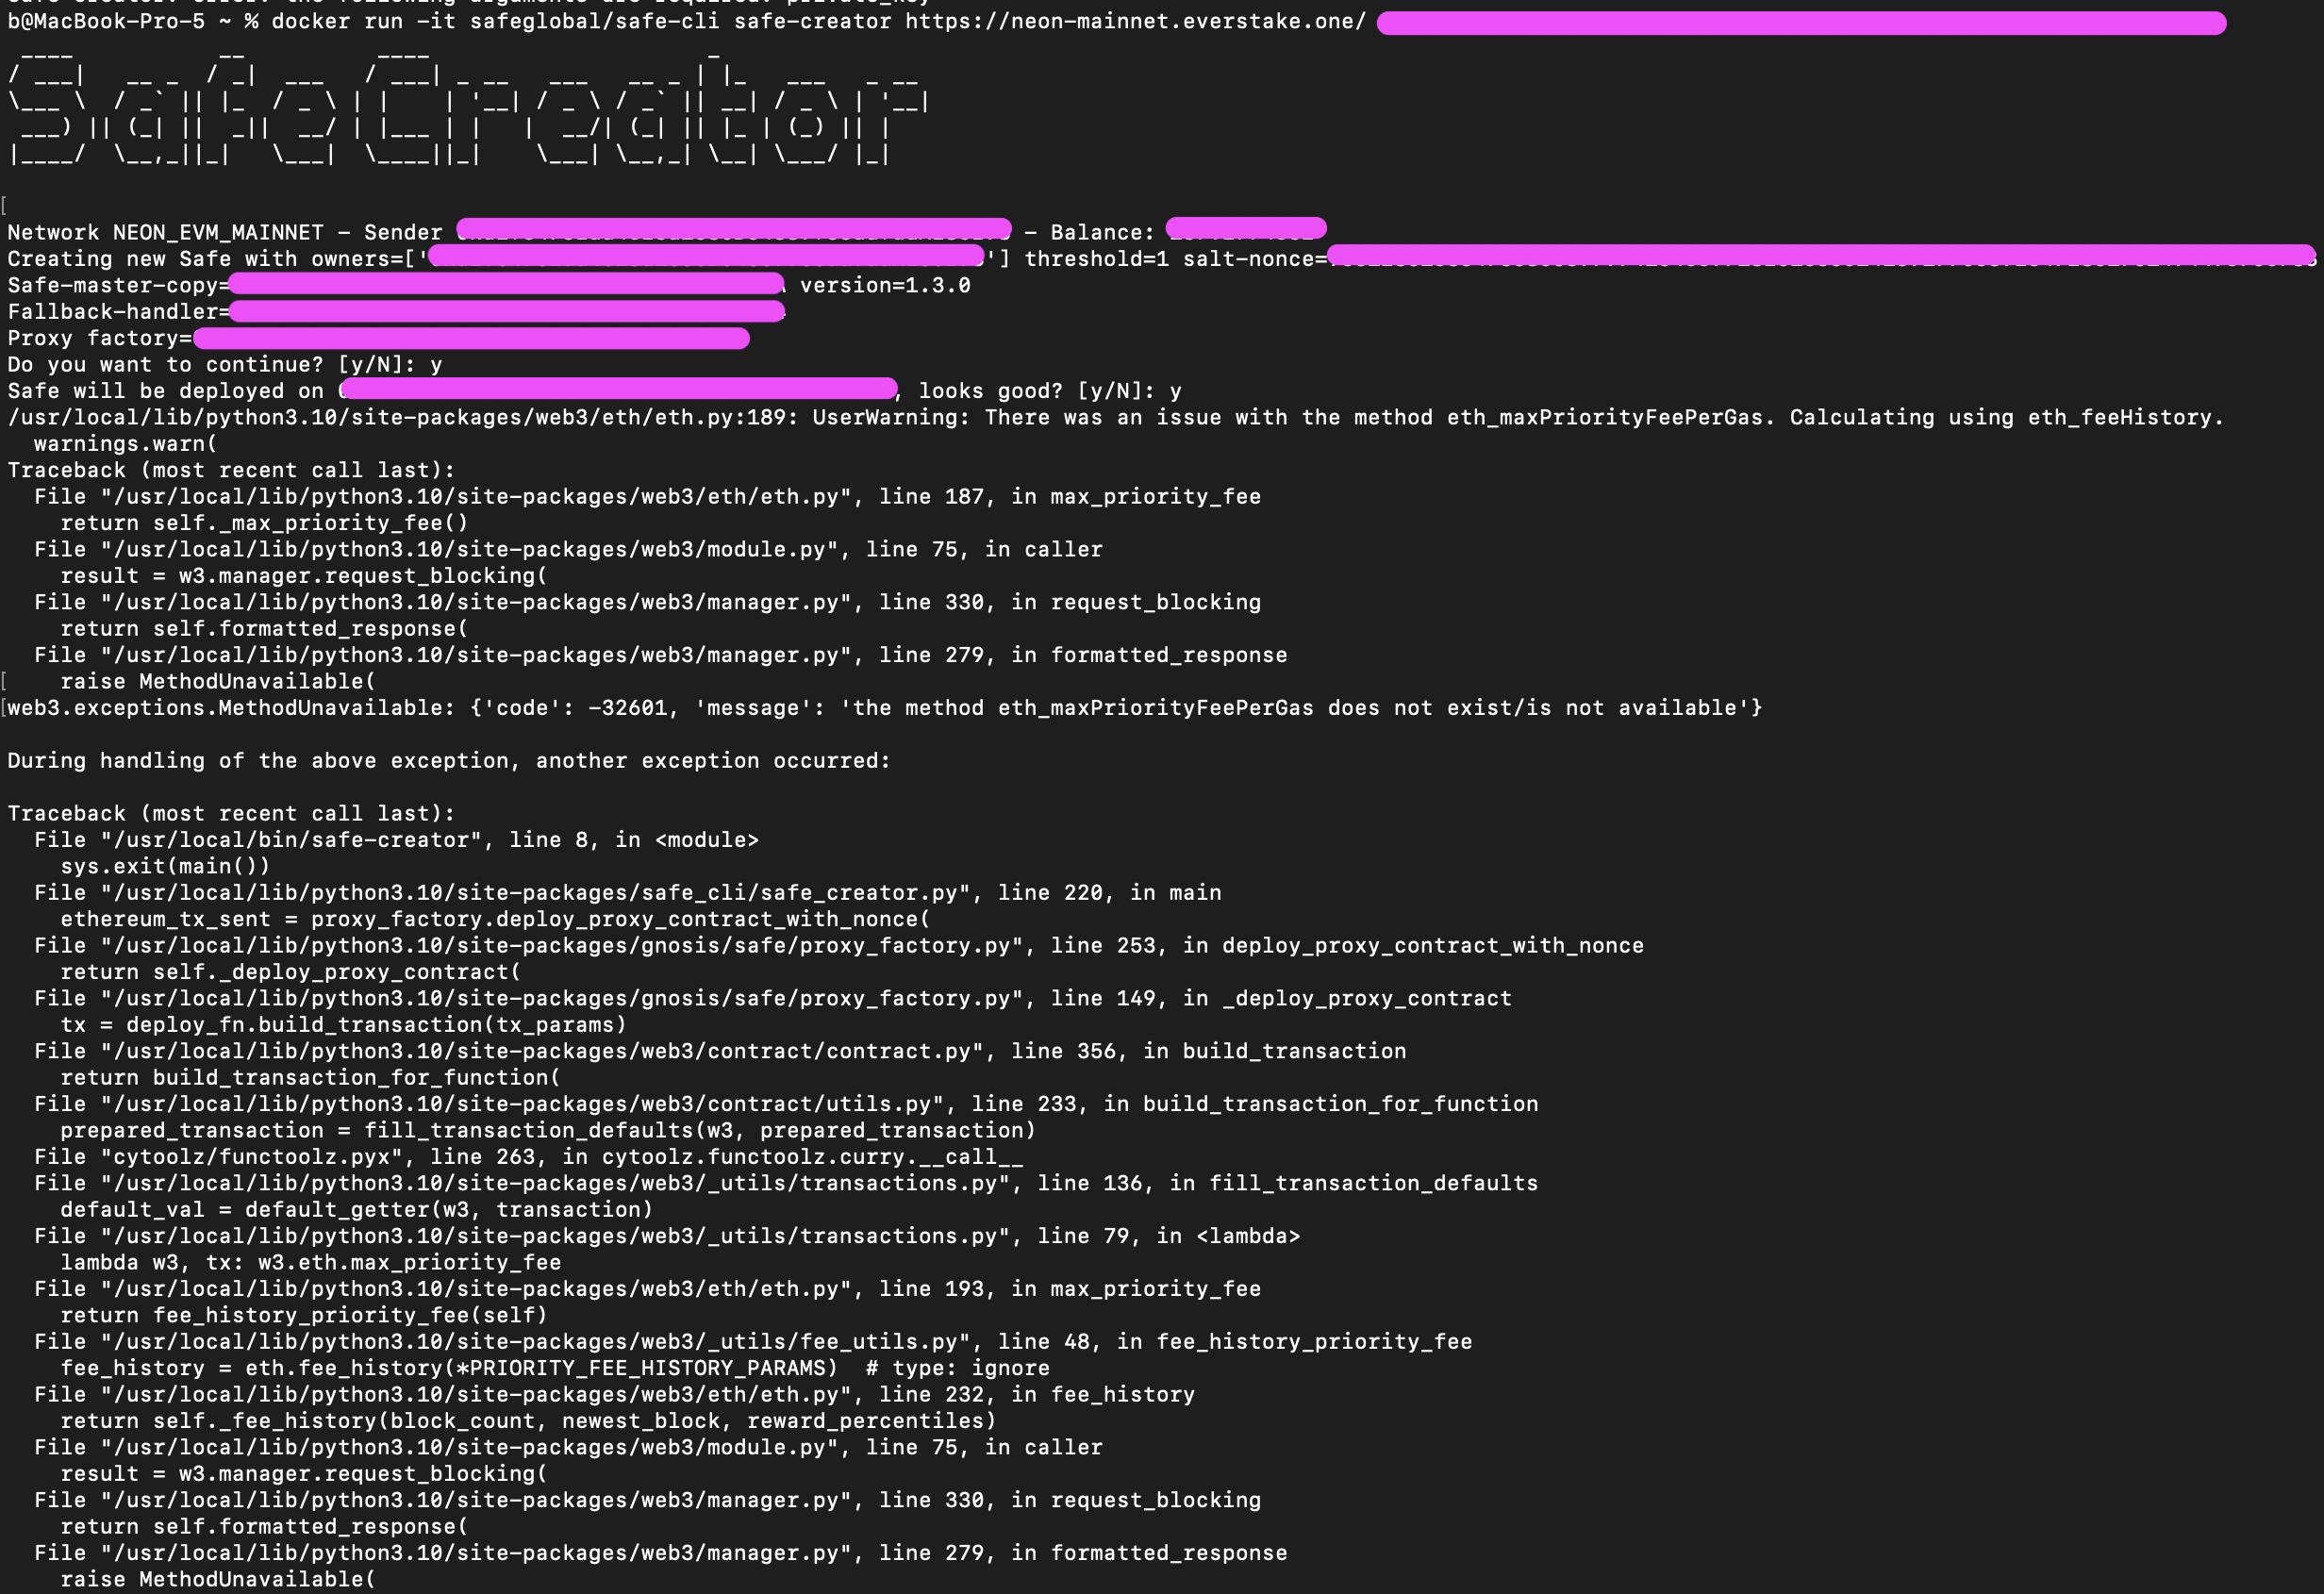 b@MacBook-Pro-5 ~ % docker run -it safeglobal/safe-cli safe-creator https://neon-mainnet.everstake.one/
SafeCreator
Network NEON_EVM_MAINNET - Sender - Balance:
Creating new Safe with owners=[' '] threshold=1 salt-nonce=
Safe-master-copy= version=1.3.0
Fallback-handler=
Proxy factory=
Do you want to continue? [y/N]: y
Safe will be deployed on , looks good? [y/N]: y
/usr/local/lib/python3.10/site-packages/web3/eth/eth.py:189: UserWarning: There was an issue with the method eth_maxPriorityFeePerGas. Calculating using eth_feeHistory.
  warnings.warn(
Traceback (most recent call last):
  File "/usr/local/lib/python3.10/site-packages/web3/eth/eth.py", line 187, in max_priority_fee
    return self._max_priority_fee()
  File "/usr/local/lib/python3.10/site-packages/web3/module.py", line 75, in caller
    result = w3.manager.request_blocking(
  File "/usr/local/lib/python3.10/site-packages/web3/manager.py", line 330, in request_blocking
    return self.formatted_response(
  File "/usr/local/lib/python3.10/site-packages/web3/manager.py", line 279, in formatted_response
    raise MethodUnavailable(
web3.exceptions.MethodUnavailable: {'code': -32601, 'message': 'the method eth_maxPriorityFeePerGas does not exist/is not available'}

During handling of the above exception, another exception occurred:

Traceback (most recent call last):
  File "/usr/local/bin/safe-creator", line 8, in <module>
    sys.exit(main())
  File "/usr/local/lib/python3.10/site-packages/safe_cli/safe_creator.py", line 220, in main
    ethereum_tx_sent = proxy_factory.deploy_proxy_contract_with_nonce(
  File "/usr/local/lib/python3.10/site-packages/gnosis/safe/proxy_factory.py", line 253, in deploy_proxy_contract_with_nonce
    return self._deploy_proxy_contract(
  File "/usr/local/lib/python3.10/site-packages/gnosis/safe/proxy_factory.py", line 149, in _deploy_proxy_contract
    tx = deploy_fn.build_transaction(tx_params)
  File "/usr/local/lib/python3.10/site-packages/web3/contract/contract.py", line 356, in build_transaction
    return build_transaction_for_function(
  File "/usr/local/lib/python3.10/site-packages/web3/contract/utils.py", line 233, in build_transaction_for_function
    prepared_transaction = fill_transaction_defaults(w3, prepared_transaction)
  File "cytoolz/functoolz.pyx", line 263, in cytoolz.functoolz.curry.__call__
  File "/usr/local/lib/python3.10/site-packages/web3/_utils/transactions.py", line 136, in fill_transaction_defaults
    default_val = default_getter(w3, transaction)
  File "/usr/local/lib/python3.10/site-packages/web3/_utils/transactions.py", line 79, in <lambda>
    lambda w3, tx: w3.eth.max_priority_fee
  File "/usr/local/lib/python3.10/site-packages/web3/eth/eth.py", line 193, in max_priority_fee
    return fee_history_priority_fee(self)
  File "/usr/local/lib/python3.10/site-packages/web3/_utils/fee_utils.py", line 48, in fee_history_priority_fee
    fee_history = eth.fee_history(*PRIORITY_FEE_HISTORY_PARAMS)  # type: ignore
  File "/usr/local/lib/python3.10/site-packages/web3/eth/eth.py", line 232, in fee_history
    return self._fee_history(block_count, newest_block, reward_percentiles)
  File "/usr/local/lib/python3.10/site-packages/web3/module.py", line 75, in caller
    result = w3.manager.request_blocking(
  File "/usr/local/lib/python3.10/site-packages/web3/manager.py", line 330, in request_blocking
    return self.formatted_response(
  File "/usr/local/lib/python3.10/site-packages/web3/manager.py", line 279, in formatted_response
    raise MethodUnavailable(